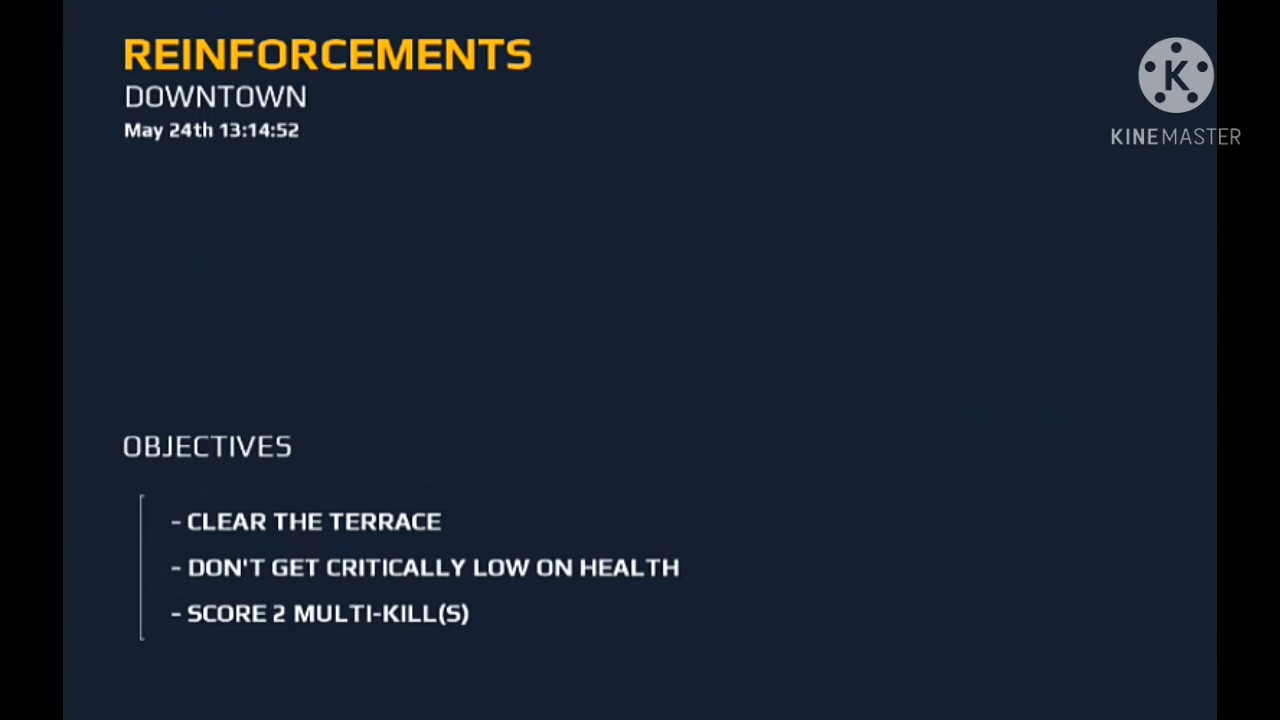 REINFORCEMENTS
DOWNTOWN
May 24th 13:14:52
K
KINEMASTER
OBJECTIVES
- CLEAR THE TERRACE
- DON'T GET CRITICALLY LOW ON HEALTH
- SCORE 2 MULTI-KILL(S)